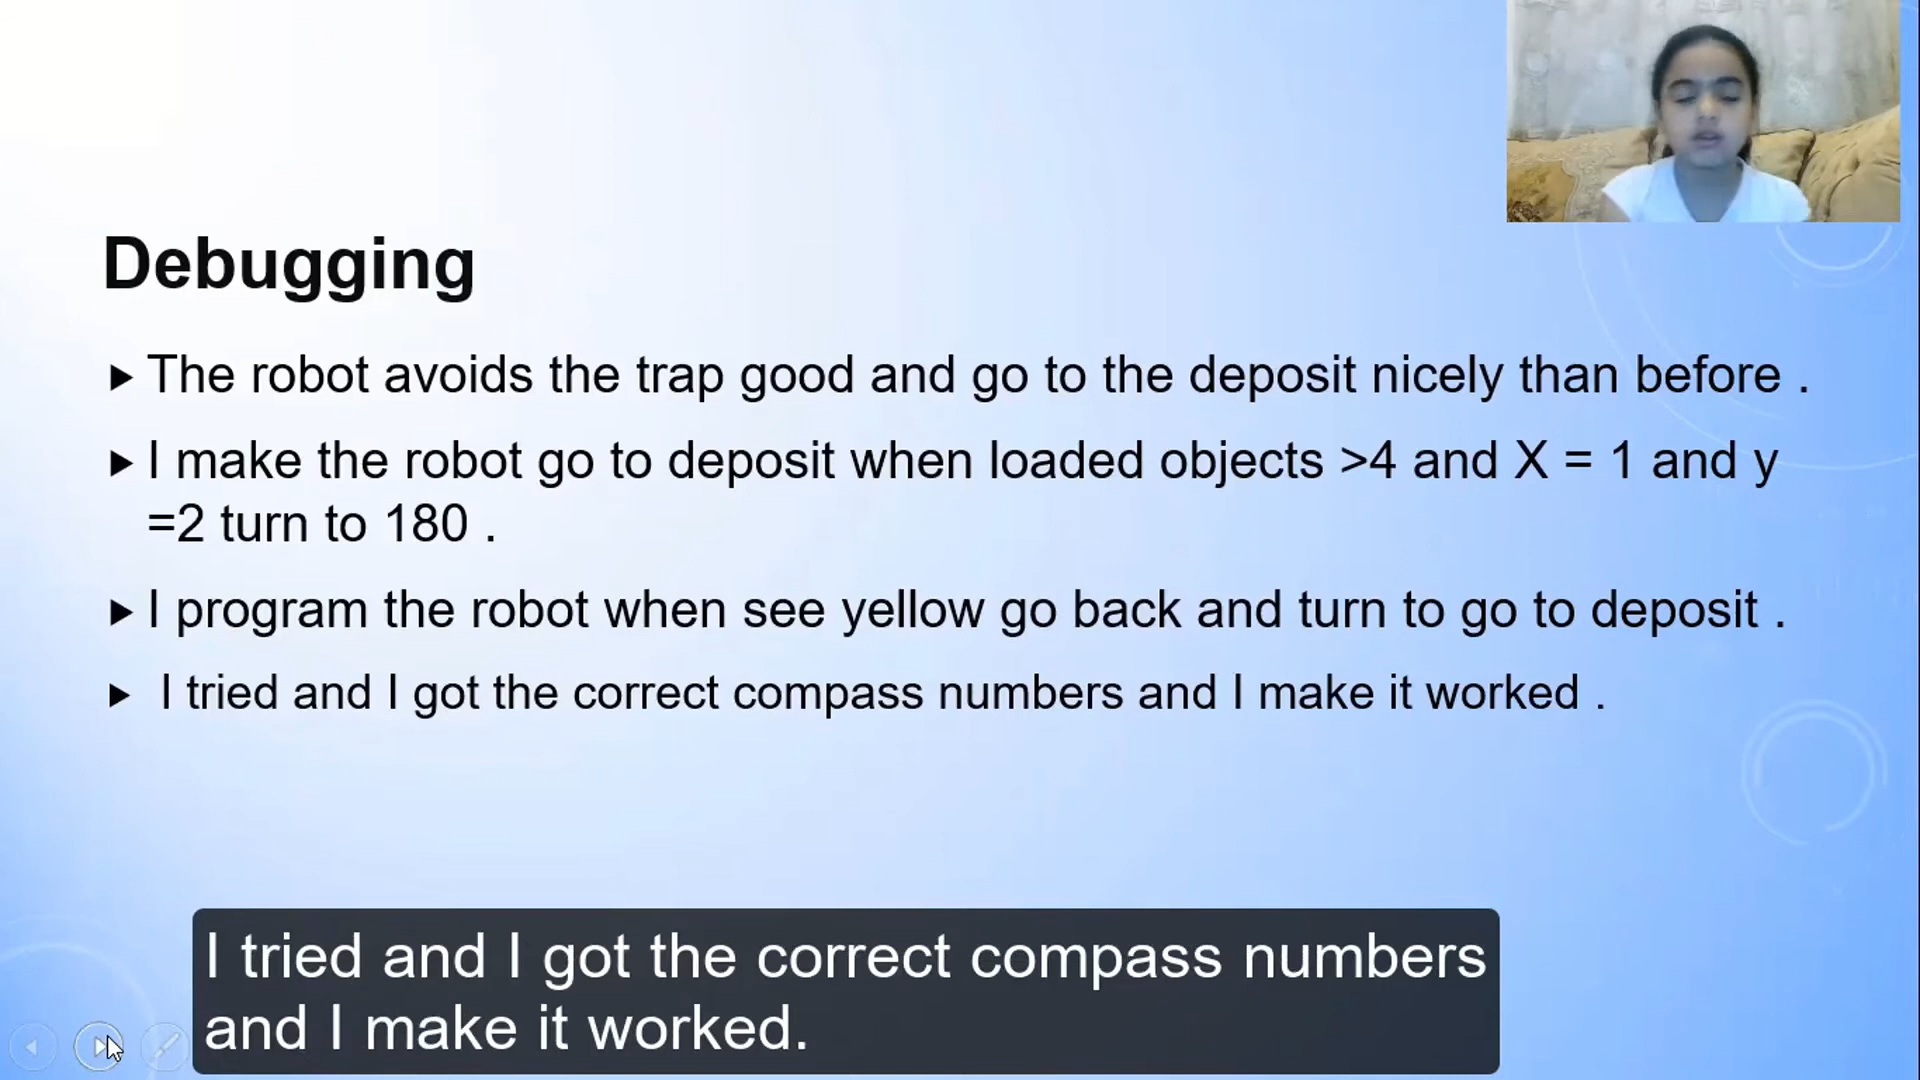 Debugging
The robot avoids the trap good and go to the deposit nicely than before .
I make the robot go to deposit when loaded objects >4 and X = 1 and y
=2 turn to 180 .
I program the robot when see yellow go back and turn to go to deposit .
I tried and I got the correct compass numbers and I make it worked .
I tried and I got the correct compass numbers
and I make it worked.